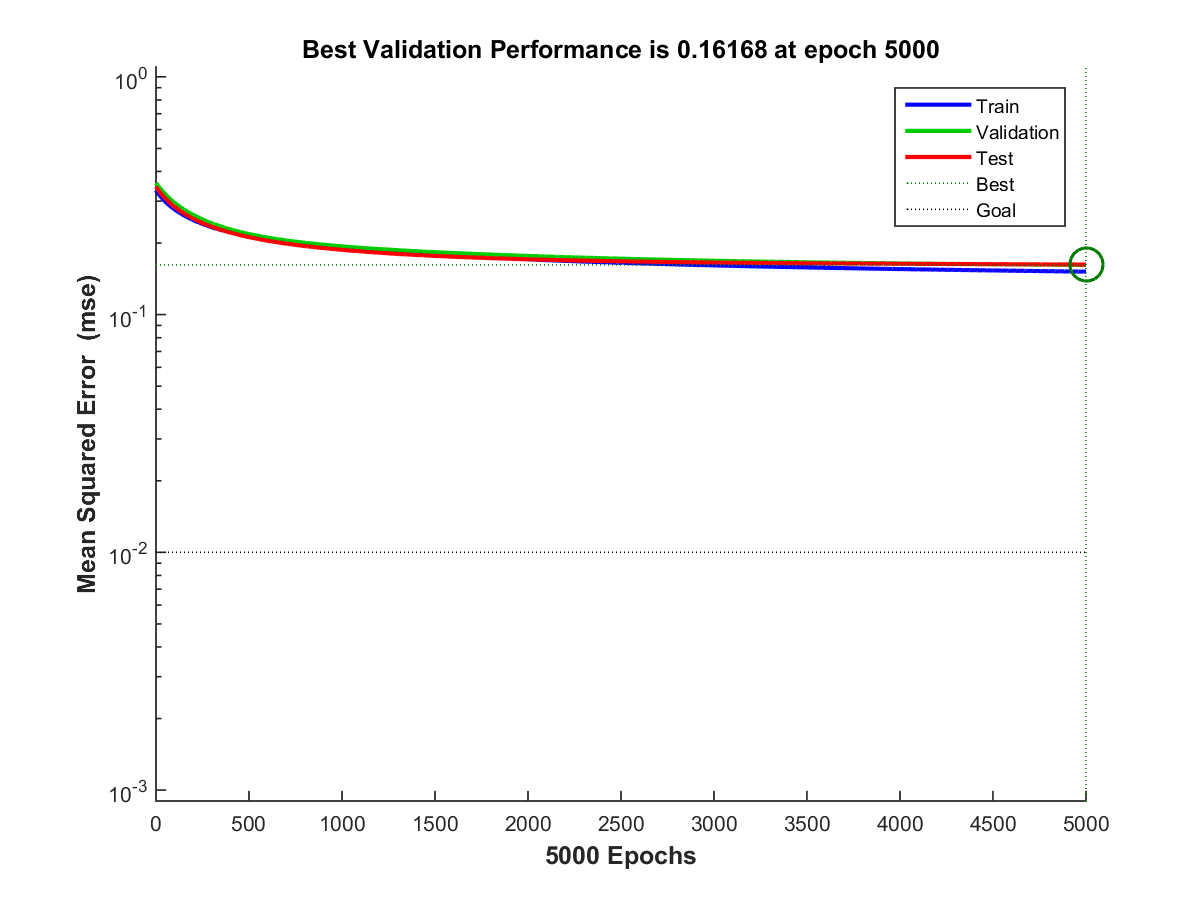 Best Validation Performance is 0.16168 at epoch 5000
Train
Validation
Test
Best
Goal
Mean Squared Error  (mse)
10^0
10^-1
10^-2
10^-3
0 500 1000 1500 2000 2500 3000 3500 4000 4500 5000
5000 Epochs